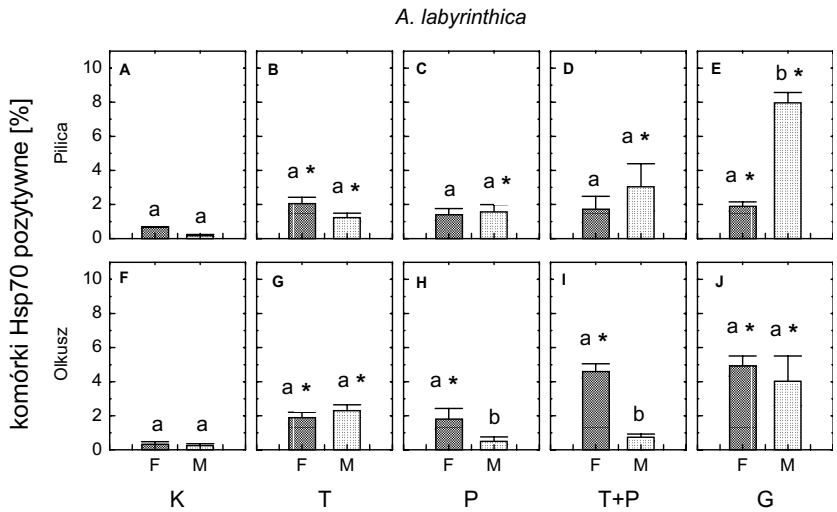 A. labyrinthica
komórki Hsp70 pozytywne [%]
Pilica
10
8
6
4
2
0
A
a a
B
a * a *
C
a a *
D
a a *
E
a * b *
Olkusz
10
8
6
4
2
0
F
a a
G
a * a *
H
a * b
I
a * b
J
a * a *
F M F M F M F M F M
K T P T+P G